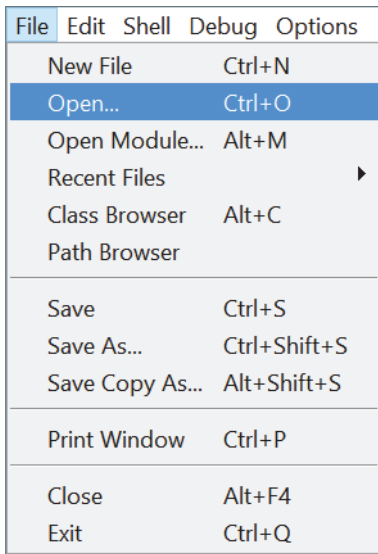 File Edit Shell Debug Options
New File Ctrl+N
Open... Ctrl+O
Open Module... Alt+M
Recent Files
Class Browser Alt+C
Path Browser
Save Ctrl+S
Save As... Ctrl+Shift+S
Save Copy As... Alt+Shift+S
Print Window Ctrl+P
Close Alt+F4
Exit Ctrl+Q